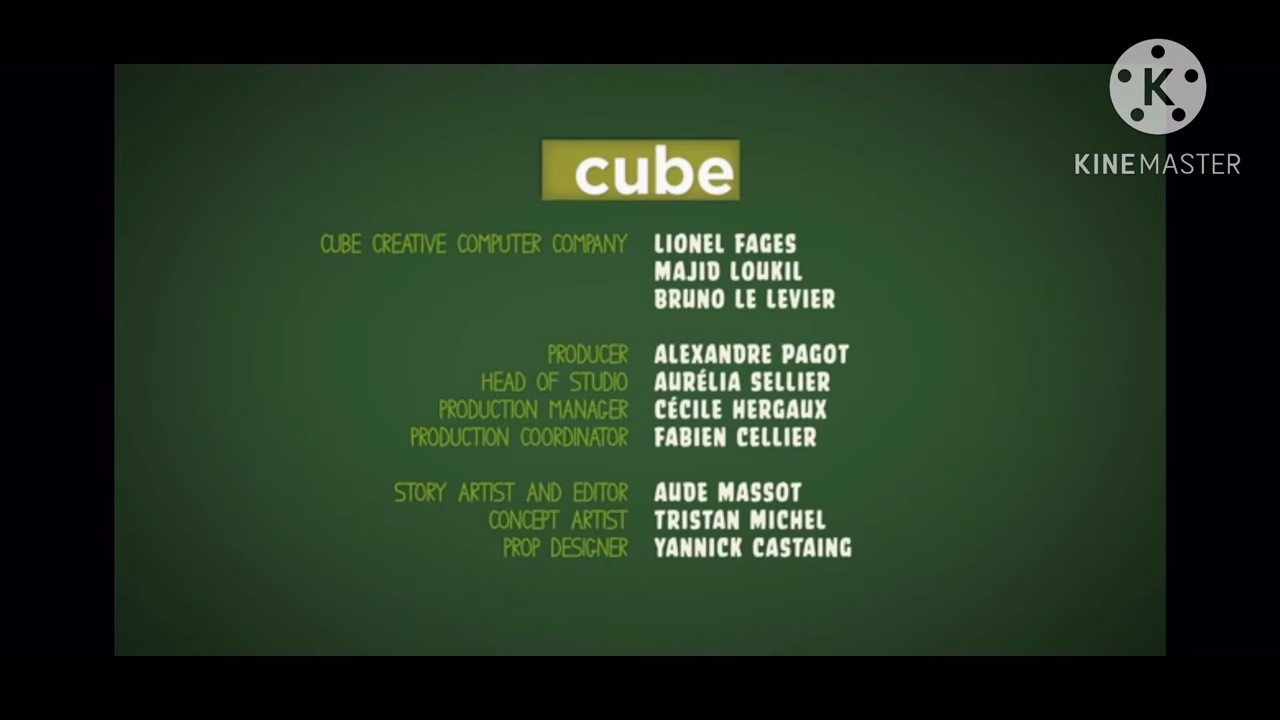 cube
K
KINEMASTER
CUBE CREATIVE COMPUTER COMPANY LIONEL FAGES
MAJID LOUKIL
BRUNO LE LEVIER
PRODUCER ALEXANDRE PAGOT
HEAD OF STUDIO AURÉLIA SELLIER
PRODUCTION MANAGER CÉCILE HERGAUX
PRODUCTION COORDINATOR FABIEN CELLIER
STORY ARTIST AND EDITOR AUDE MASSOT
CONCEPT ARTIST TRISTAN MICHEL
PROP DESIGNER YANNICK CASTAING